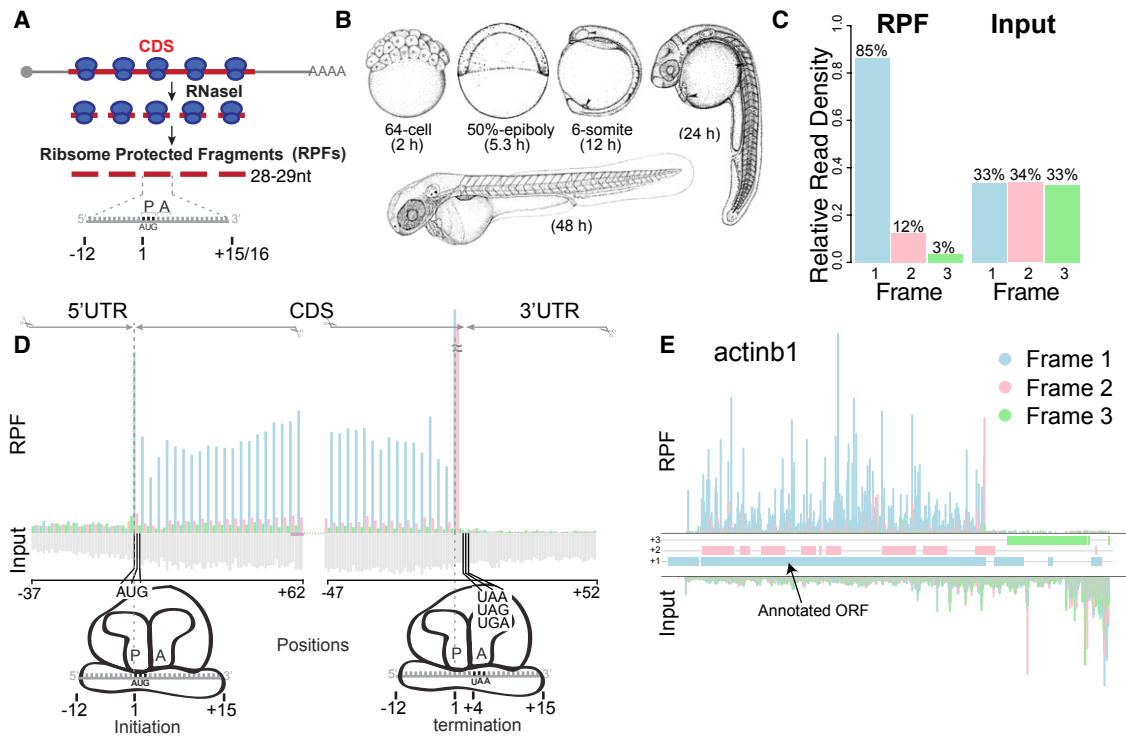 A
CDS
AAAA
RNaseI
Ribsome Protected Fragments (RPFs)
28-29nt
P A
5' 3'
AUG
-12 1 +15/16
B
64-cell
(2 h)
50%-epiboly
(5.3 h)
6-somite
(12 h)
(24 h)
(48 h)
C
RPF Input
Relative Read Density
0.0 0.2 0.4 0.6 0.8 1.0
85%
12%
3%
33% 34% 33%
1 2 3 1 2 3
Frame Frame
D
5'UTR CDS 3'UTR
RPF
Input
-37 AUG +62 -47 +52
UAA
UAG
UGA
Positions
P A P A
5' 3' 5' 3'
AUG UAA
-12 1 +15 -12 1 +4 +15
Initiation termination
E
actinb1
Frame 1
Frame 2
Frame 3
RPF
+3
+2
+1
Annotated ORF
Input